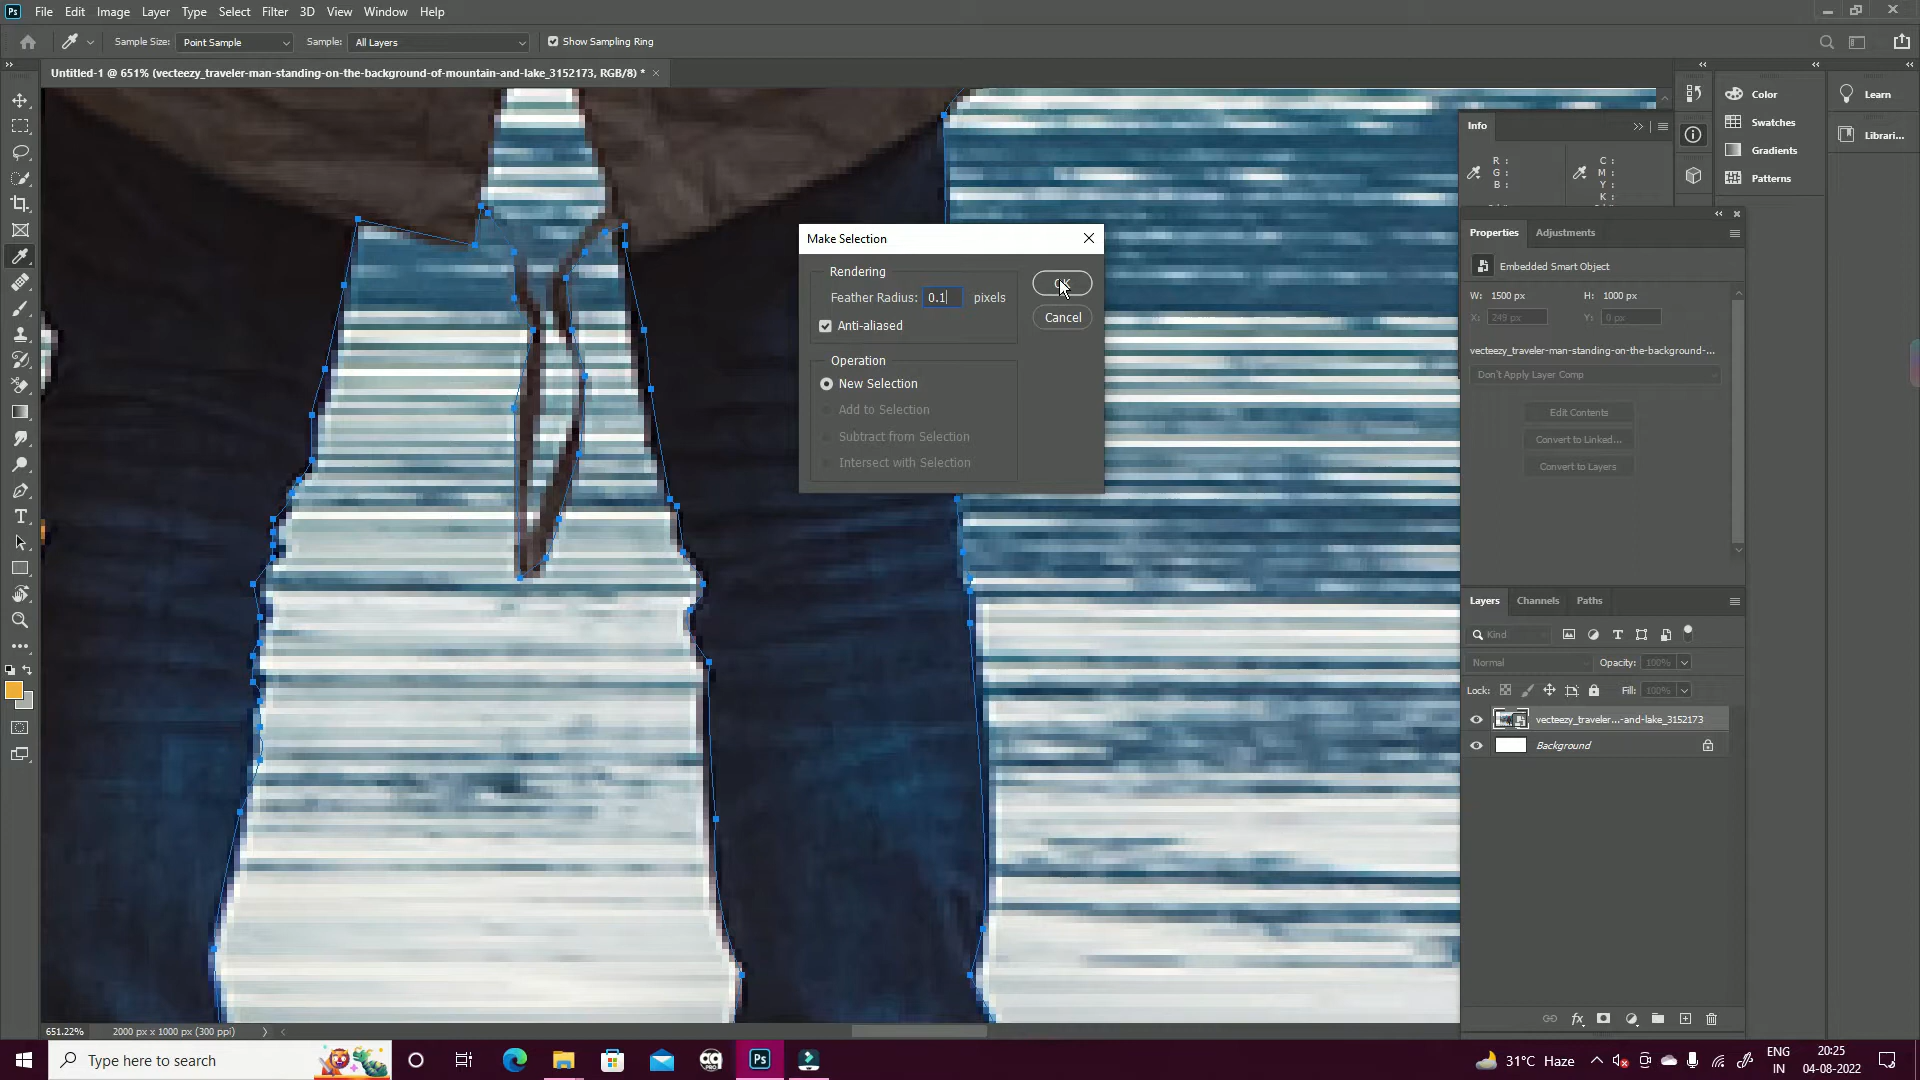 Ps File Edit Image Layer Type Select Filter 3D View Window Help
Sample Size: Point Sample Sample: All Layers Show Sampling Ring
Untitled-1 @ 651% (vecteezy_traveler-man-standing-on-the-background-of-mountain-and-lake_3152173, RGB/8) *
Color
Learn
Info
Swatches
Librari...
Gradients
R :
G :
B :
C :
M :
Y :
K :
Patterns
Make Selection
Rendering
Feather Radius: 0.1 pixels
OK
Anti-aliased
Cancel
Operation
New Selection
Add to Selection
Subtract from Selection
Intersect with Selection
Properties Adjustments
Embedded Smart Object
W: 1500 px H: 1000 px
X: 249 px Y: 0 px
vecteezy_traveler-man-standing-on-the-background-...
Don't Apply Layer Comp
Edit Contents
Convert to Linked...
Convert to Layers
Layers Channels Paths
Kind
Normal Opacity: 100%
Lock: Fill: 100%
vecteezy_traveler...-and-lake_3152173
Background
fx
651.22% 2000 px x 1000 px (300 ppi)
Type here to search
Ps
31°C Haze
ENG
IN
20:25
04-08-2022